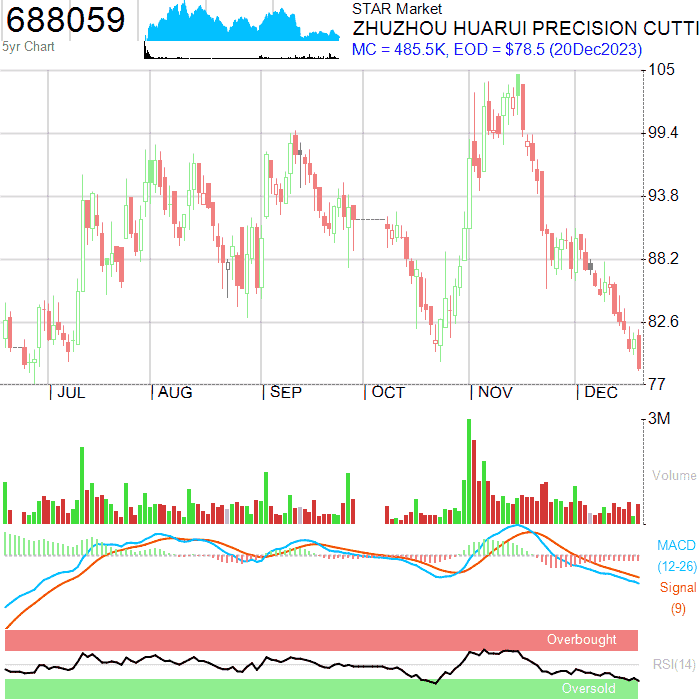 688059
5yr Chart
STAR Market
ZHUZHOU HUARUI PRECISION CUTTI
MC = 485.5K, EOD = $78.5 (20Dec2023)
105
99.4
93.8
88.2
82.6
77
JUL AUG SEP OCT NOV DEC
3M
Volume
MACD
(12-26)
Signal
(9)
Overbought
RSI(14)
Oversold